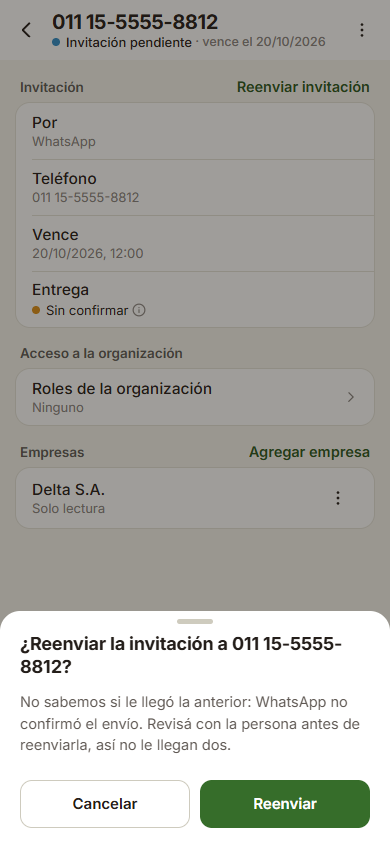 011 15-5555-8812
Invitación pendiente · vence el 20/10/2026
Invitación
Reenviar invitación
Por
WhatsApp
Teléfono
011 15-5555-8812
Vence
20/10/2026, 12:00
Entrega
Sin confirmar
Acceso a la organización
Roles de la organización
Ninguno
Empresas
Agregar empresa
Delta S.A.
Solo lectura
¿Reenviar la invitación a 011 15-5555-
8812?
No sabemos si le llegó la anterior: WhatsApp no
confirmó el envío. Revisá con la persona antes de
reenviarla, así no le llegan dos.
Cancelar
Reenviar